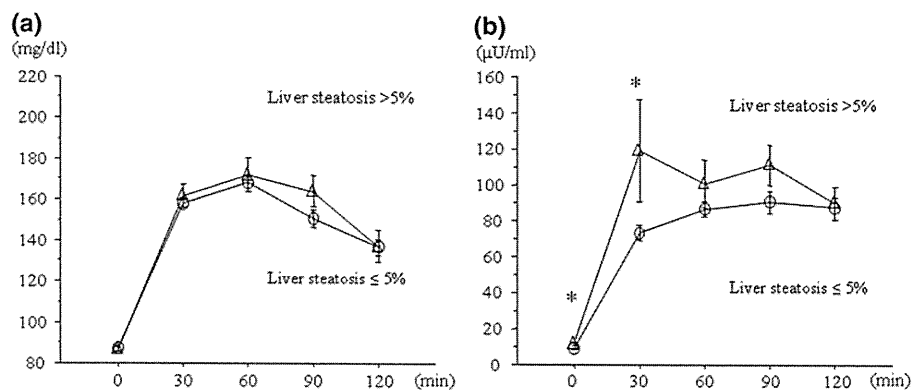 (a)
(mg/dl)
220
200
180
160
140
120
100
80
Liver steatosis >5%
Liver steatosis ≤ 5%
0 30 60 90 120 (min)
(b)
(μU/ml)
160
140
120
100
80
60
40
20
0
*
*
Liver steatosis >5%
Liver steatosis ≤ 5%
0 30 60 90 120 (min)